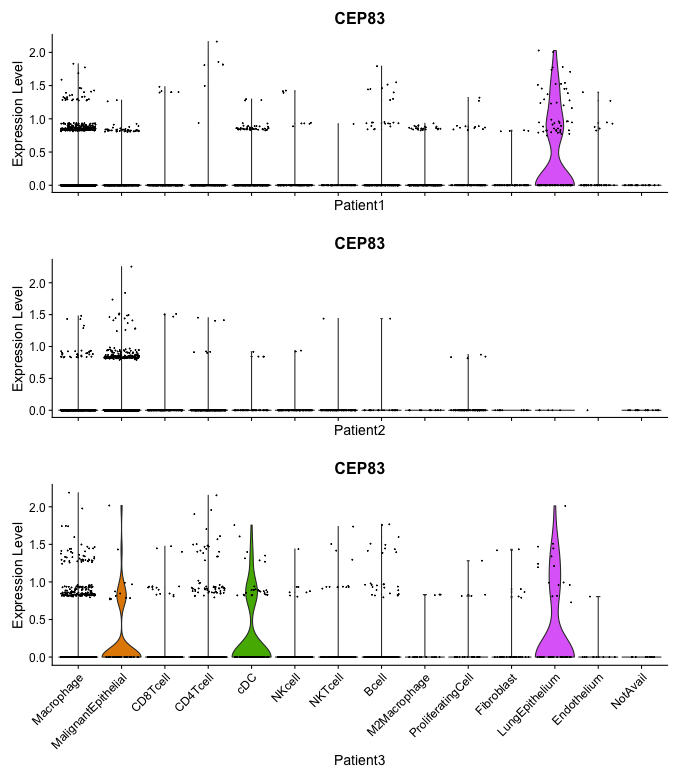 CEP83
Expression Level
2.0
1.5
1.0
0.5
0.0
Patient1
CEP83
Expression Level
2.0
1.5
1.0
0.5
0.0
Patient2
CEP83
Expression Level
2.0
1.5
1.0
0.5
0.0
Macrophage
MalignantEpithelial
CD8Tcell
CD4Tcell
cDC
NKcell
NKTcell
Bcell
M2Macrophage
ProliferatingCell
Fibroblast
LungEpithelium
Endothelium
NotAvail
Patient3